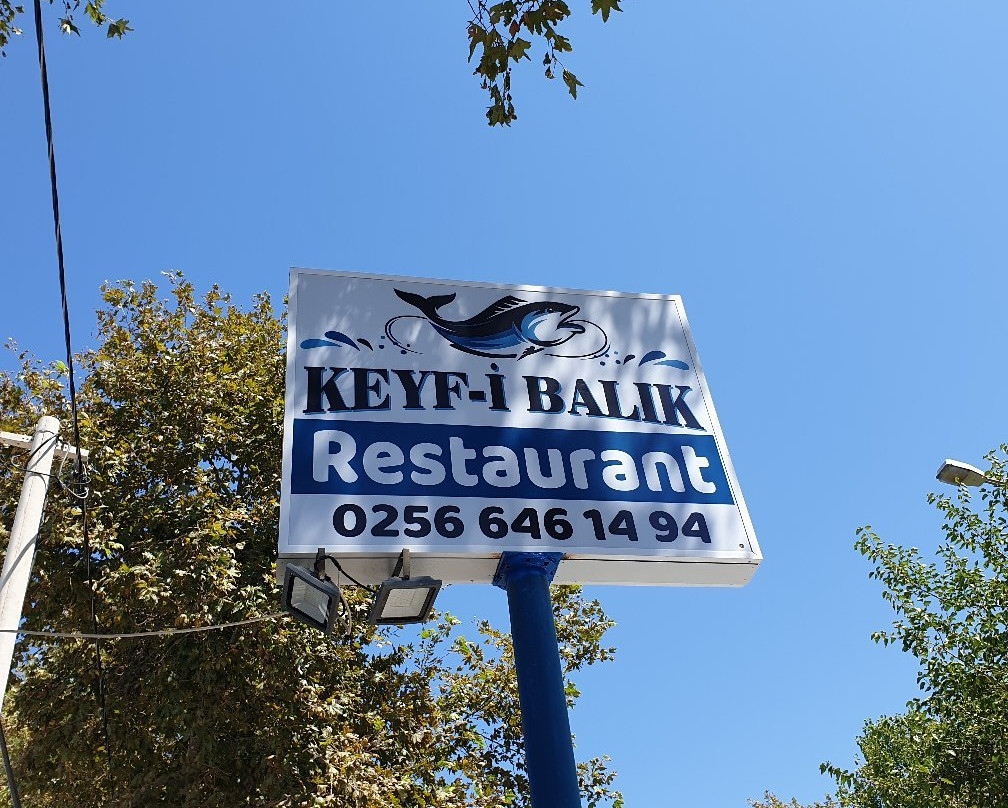 KEYF-İ BALIK
Restaurant
0256 646 14 94